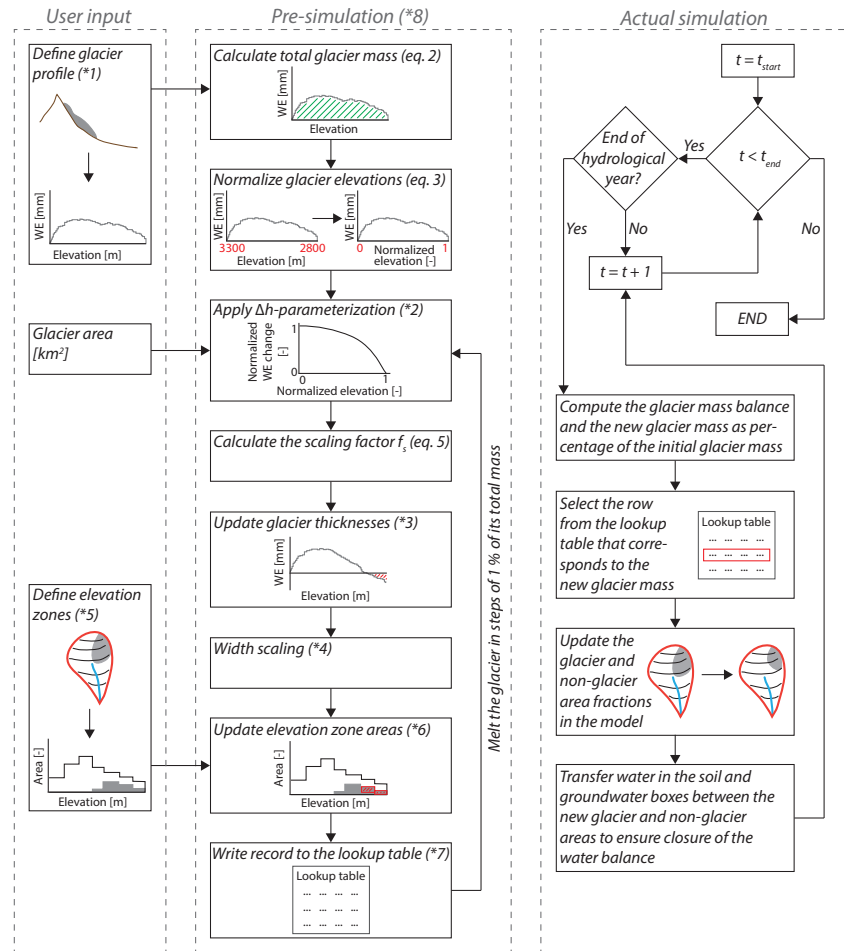 User input
Define glacier
profile (*1)
WE [mm]
Elevation [m]
Glacier area
[km²]
Define elevation
zones (*5)
Area [-]
Elevation [m]
Pre-simulation (*8)
Calculate total glacier mass (eq. 2)
WE [mm]
Elevation
Normalize glacier elevations (eq. 3)
WE [mm]
3300 2800
Elevation [m]
WE [mm]
0 1
Normalized
elevation [-]
Apply Δh-parameterization (*2)
Normalized
WE change
[-]
1
0 1
Normalized elevation [-]
Calculate the scaling factor fs (eq. 5)
Update glacier thicknesses (*3)
WE [mm]
Elevation [m]
Width scaling (*4)
Update elevation zone areas (*6)
Area [-]
Elevation [m]
Write record to the lookup table (*7)
Lookup table
... ... ... ...
... ... ... ...
... ... ... ...
Melt the glacier in steps of 1 % of its total mass
Actual simulation
t = tstart
t < tend
Yes
No
End of
hydrological
year?
Yes
No
t = t + 1
END
Compute the glacier mass balance
and the new glacier mass as per-
centage of the initial glacier mass
Select the row
from the lookup
table that corre-
sponds to the
new glacier mass
Lookup table
... ... ... ...
... ... ... ...
... ... ... ...
Update the
glacier and
non-glacier
area fractions
in the model
Transfer water in the soil and
groundwater boxes between the
new glacier and non-glacier
areas to ensure closure of the
water balance